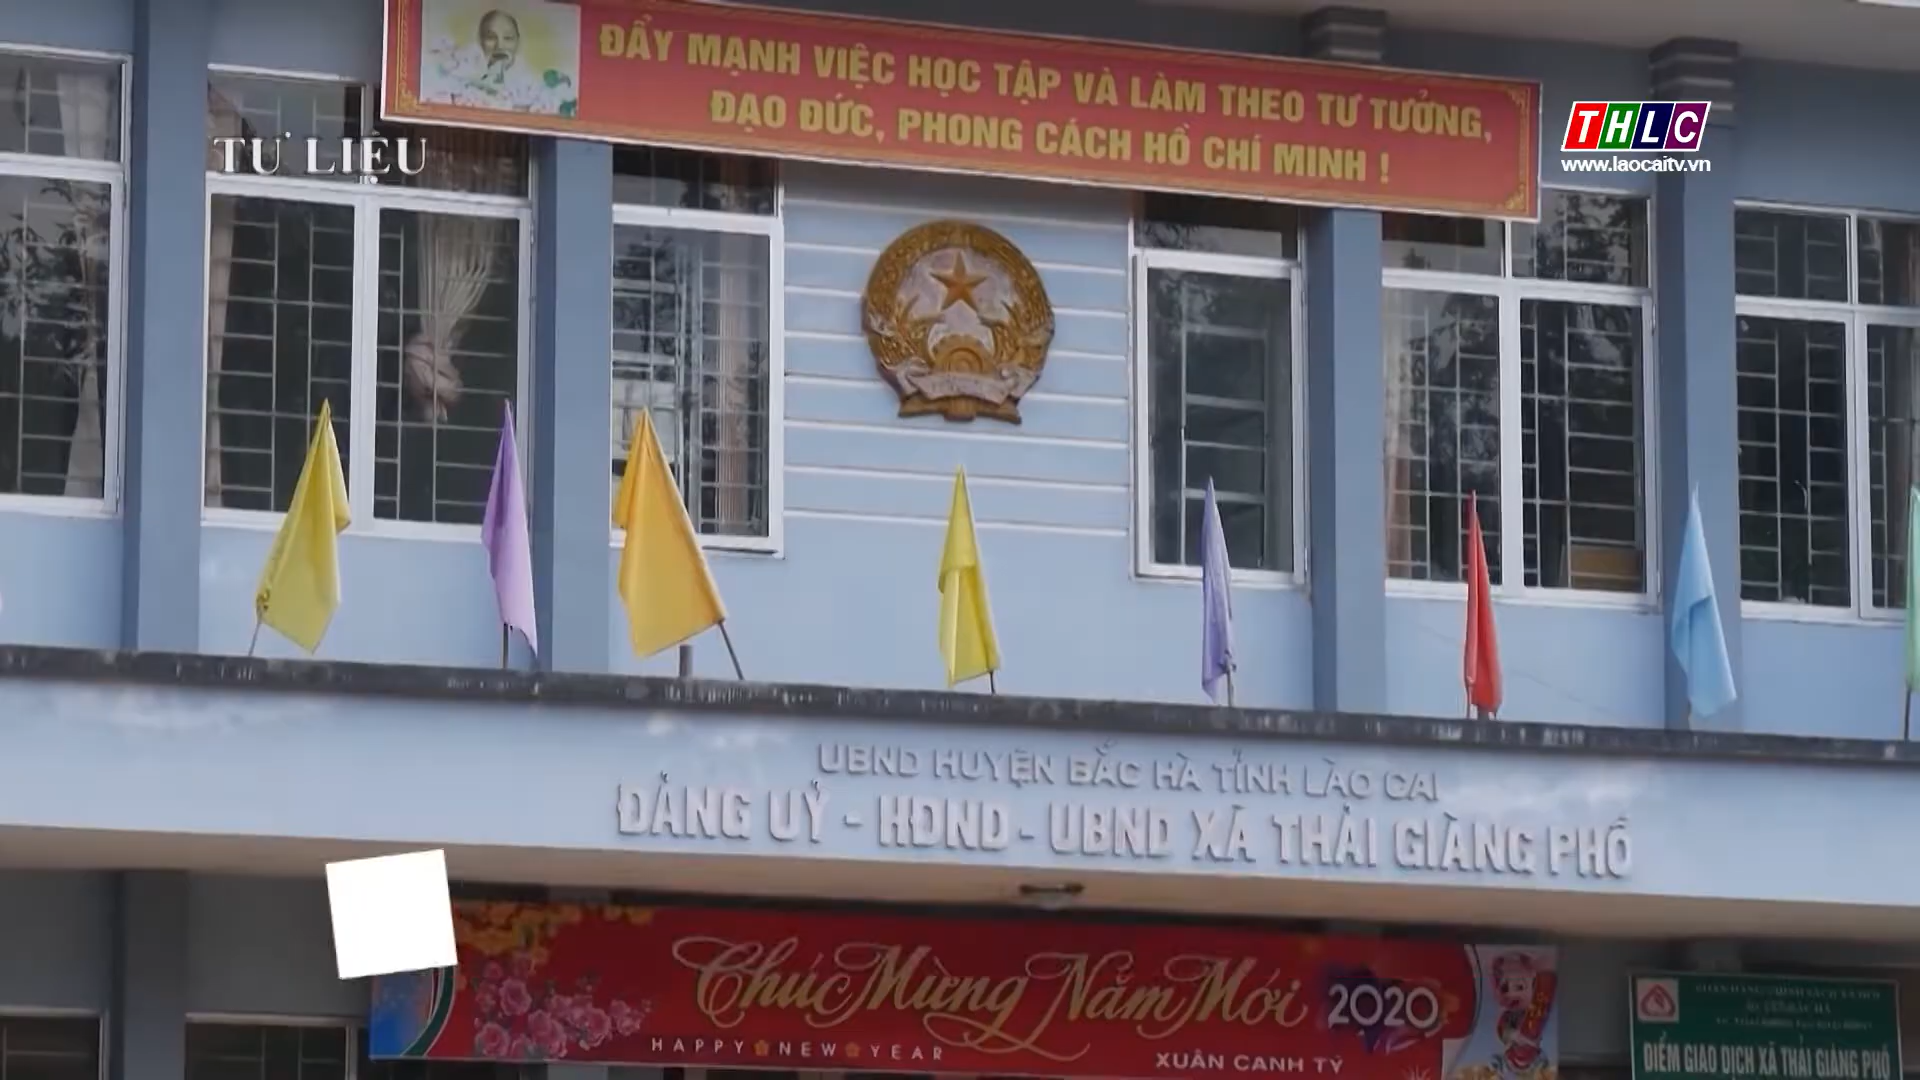 ĐẨY MẠNH VIỆC HỌC TẬP VÀ LÀM THEO TƯ TƯỞNG,
ĐẠO ĐỨC, PHONG CÁCH HỒ CHÍ MINH !
TƯ LIỆU
THLC
www.laocaitv.vn
UBND HUYỆN BẮC HÀ TỈNH LÀO CAI
ĐẢNG UỶ - HĐND - UBND XÃ THẢI GIÀNG PHỐ
Chúc Mừng Năm Mới 2020
HAPPY NEW YEAR
XUÂN CANH TÝ
ĐIỂM GIAO DỊCH XÃ THẢI GIÀNG PHỐ